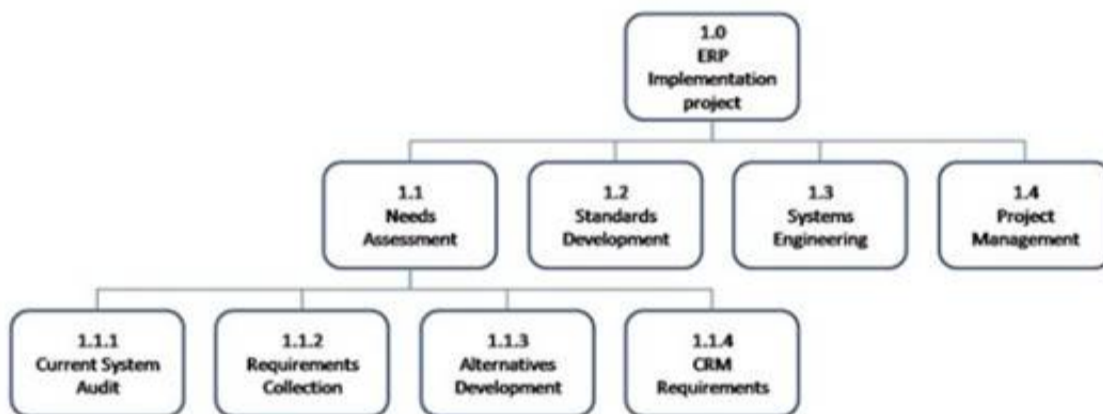 1.0
ERP
Implementation
project
1.1
Needs
Assessment
1.2
Standards
Development
1.3
Systems
Engineering
1.4
Project
Management
1.1.1
Current System
Audit
1.1.2
Requirements
Collection
1.1.3
Alternatives
Development
1.1.4
CRM
Requirements